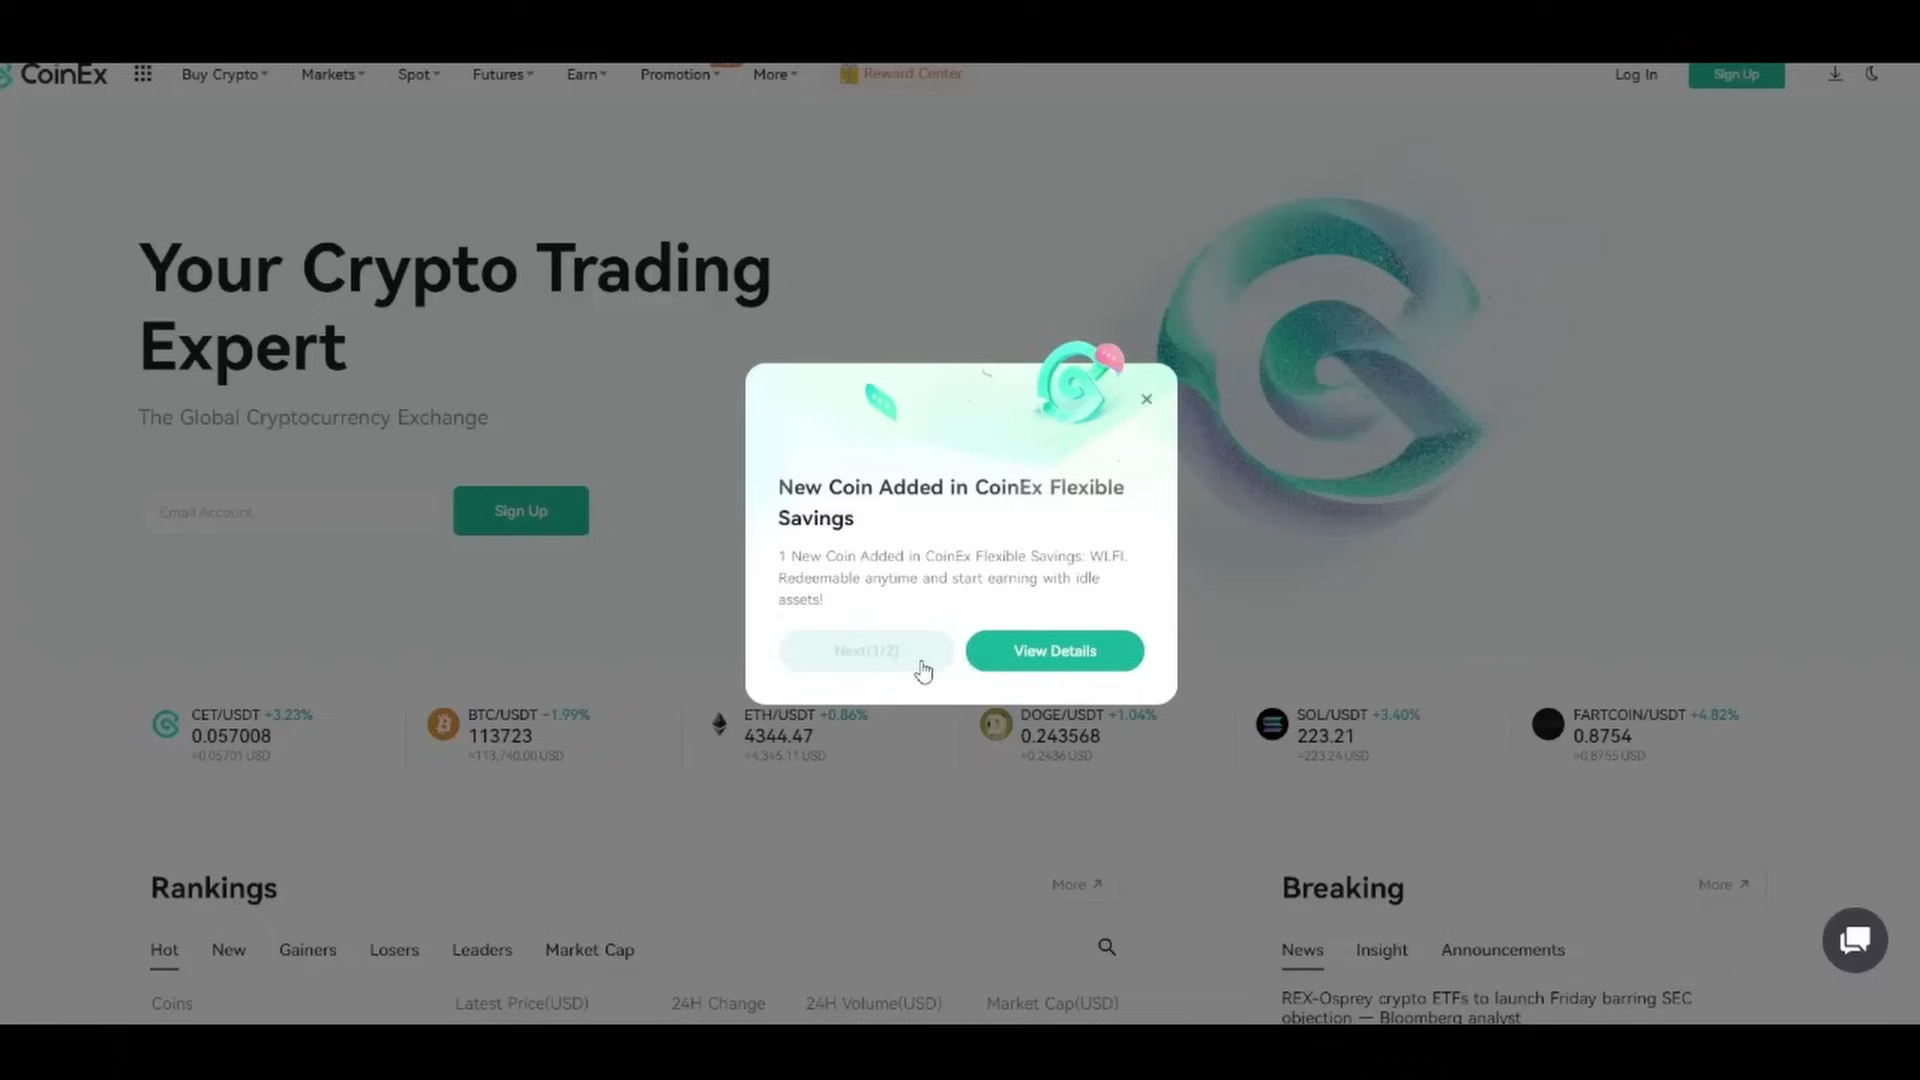 CoinEx
Buy Crypto
Markets
Spot
Futures
Earn
Promotion
More
Reward Center
Log In
Sign Up
Your Crypto Trading
Expert
The Global Cryptocurrency Exchange
Email Account
Sign Up
New Coin Added in CoinEx Flexible
Savings
1 New Coin Added in CoinEx Flexible Savings: WLFI.
Redeemable anytime and start earning with idle
assets!
Next(1/2)
View Details
CET/USDT +3.23%
0.057008
≈0.05701 USD
BTC/USDT +1.99%
113723
≈113,740.00 USD
ETH/USDT +0.86%
4344.47
≈4,345.11 USD
DOGE/USDT +1.04%
0.243568
≈0.2436 USD
SOL/USDT +3.40%
223.21
≈223.24 USD
FARTCOIN/USDT +4.82%
0.8754
≈0.8755 USD
Rankings
More
Hot
New
Gainers
Losers
Leaders
Market Cap
Coins
Latest Price(USD)
24H Change
24H Volume(USD)
Market Cap(USD)
Breaking
More
News
Insight
Announcements
REX-Osprey crypto ETFs to launch Friday barring SEC
objection — Bloomberg analyst